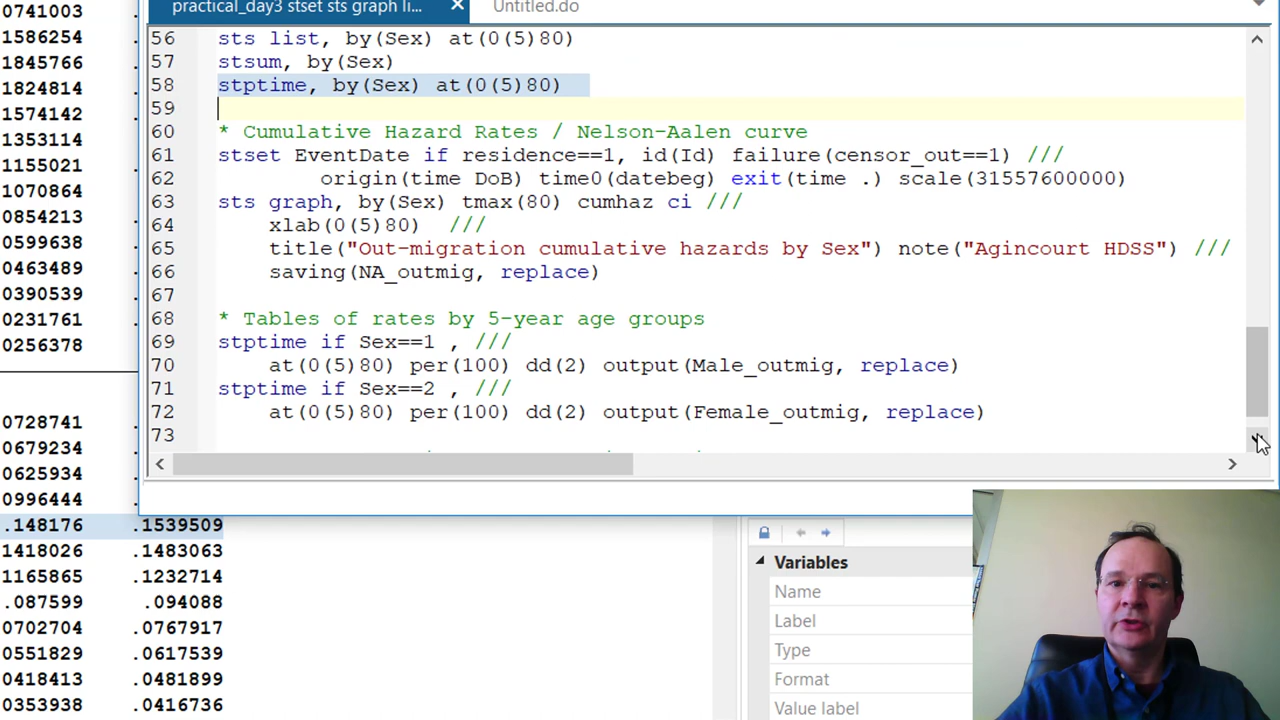 practical_day3 stset sts graph li...
Untitled.do
56 sts list, by(Sex) at(0(5)80)
57 stsum, by(Sex)
58 stptime, by(Sex) at(0(5)80)
59
60 * Cumulative Hazard Rates / Nelson-Aalen curve
61 stset EventDate if residence==1, id(Id) failure(censor_out==1) ///
62 origin(time DoB) time0(datebeg) exit(time .) scale(31557600000)
63 sts graph, by(Sex) tmax(80) cumhaz ci ///
64 xlab(0(5)80) ///
65 title("Out-migration cumulative hazards by Sex") note("Agincourt HDSS") ///
66 saving(NA_outmig, replace)
67
68 * Tables of rates by 5-year age groups
69 stptime if Sex==1 , ///
70 at(0(5)80) per(100) dd(2) output(Male_outmig, replace)
71 stptime if Sex==2 , ///
72 at(0(5)80) per(100) dd(2) output(Female_outmig, replace)
73
0741003
1586254
1845766
1824814
1574142
1353114
1155021
1070864
0854213
0599638
0463489
0390539
0231761
0256378
0728741
0679234
0625934
0996444
.148176 .1539509
1418026 .1483063
1165865 .1232714
.087599 .094088
0702704 .0767917
0551829 .0617539
0418413 .0481899
0353938 .0416736
Variables
Name
Label
Type
Format
Value label